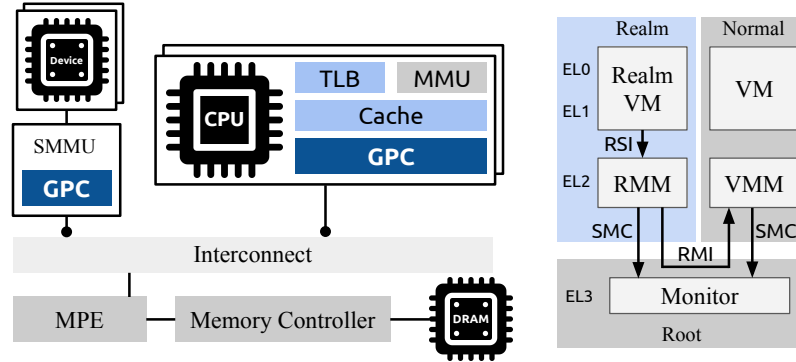 Device
SMMU
GPC
CPU
TLB
MMU
Cache
GPC
Interconnect
MPE
Memory Controller
DRAM
Realm
Normal
EL0
EL1
Realm
VM
VM
RSI
EL2
RMM
VMM
SMC
RMI
SMC
EL3
Monitor
Root